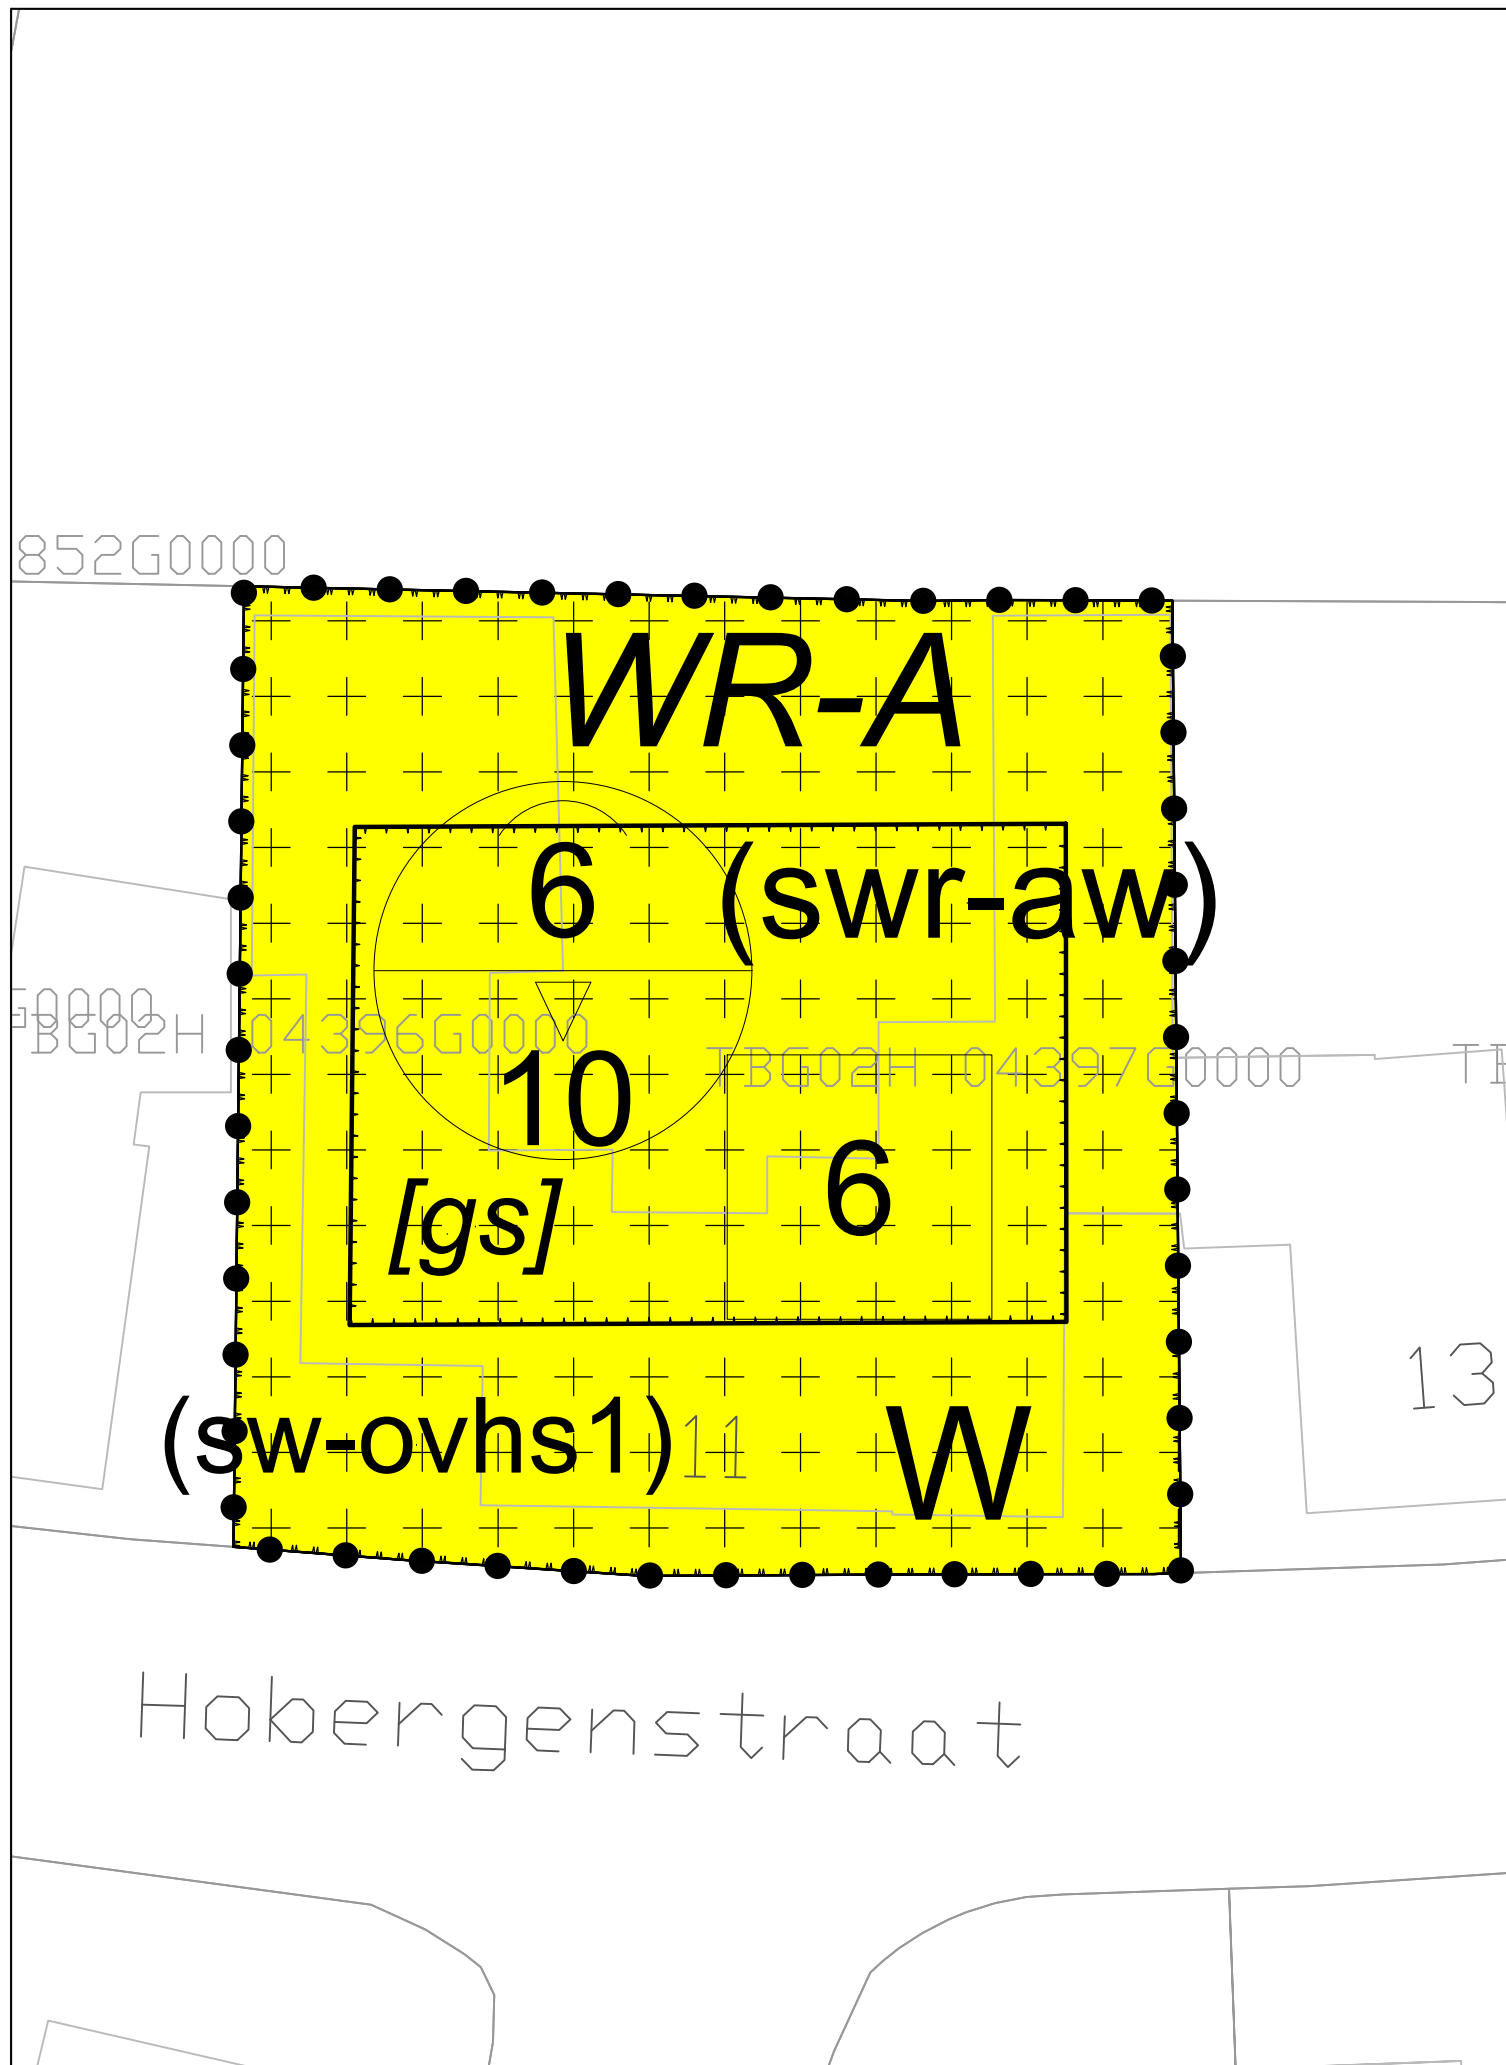 852G0000
WR-A
6
(swr-aw)
G0000
TBG02H 04396G0000
10
TBG02H 04397G0000
6
[gs]
13
(sw-ovhs1)
11
W
Hobergenstraat